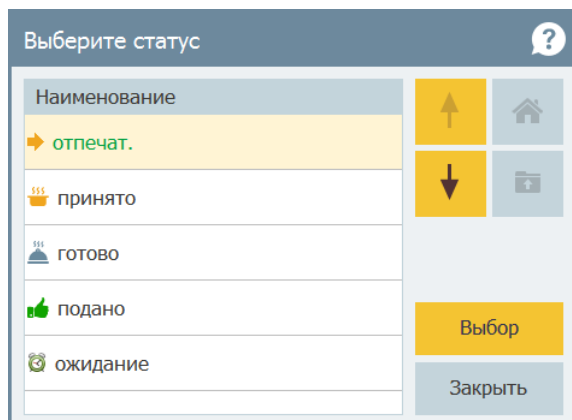 Выберите статус
?
Наименование
отпечат.
принято
готово
подано
ожидание
Выбор
Закрыть